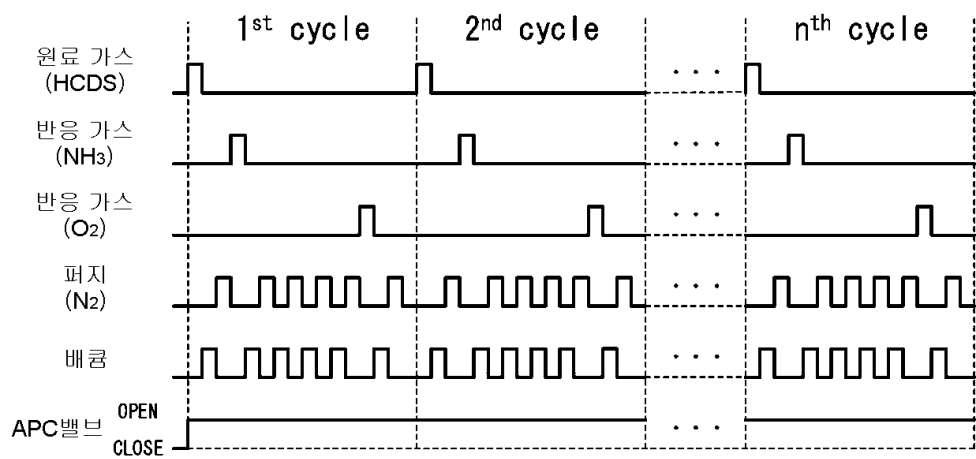 1st cycle 2nd cycle nth cycle
원료 가스
(HCDS)
· · · 
반응 가스
(NH3)
· · ·
반응 가스
(O2)
· · ·
퍼지
(N2)
· · ·
배큠
· · ·
APC밸브
OPEN
CLOSE
· · ·